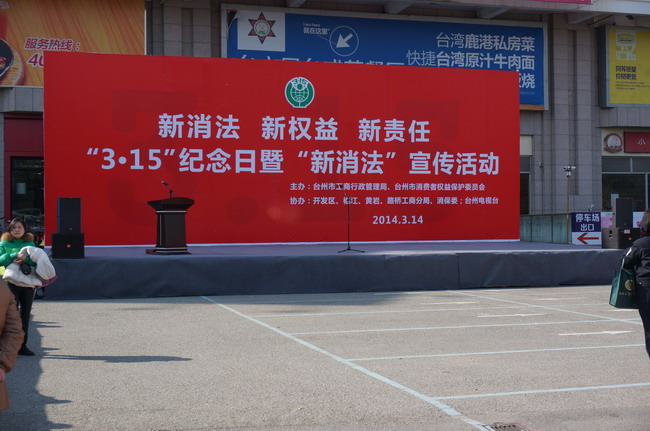 服务热线:
40
就在这里
台湾鹿港私房菜
快捷 台湾原汁牛肉面
新消法 新权益 新责任
“3·15”纪念日暨“新消法”宣传活动
主办：台州市工商行政管理局、台州市消费者权益保护委员会
协办：开发区、椒江、黄岩、路桥工商分局、消保委；台州电视台
2014.3.14
停车场
出口